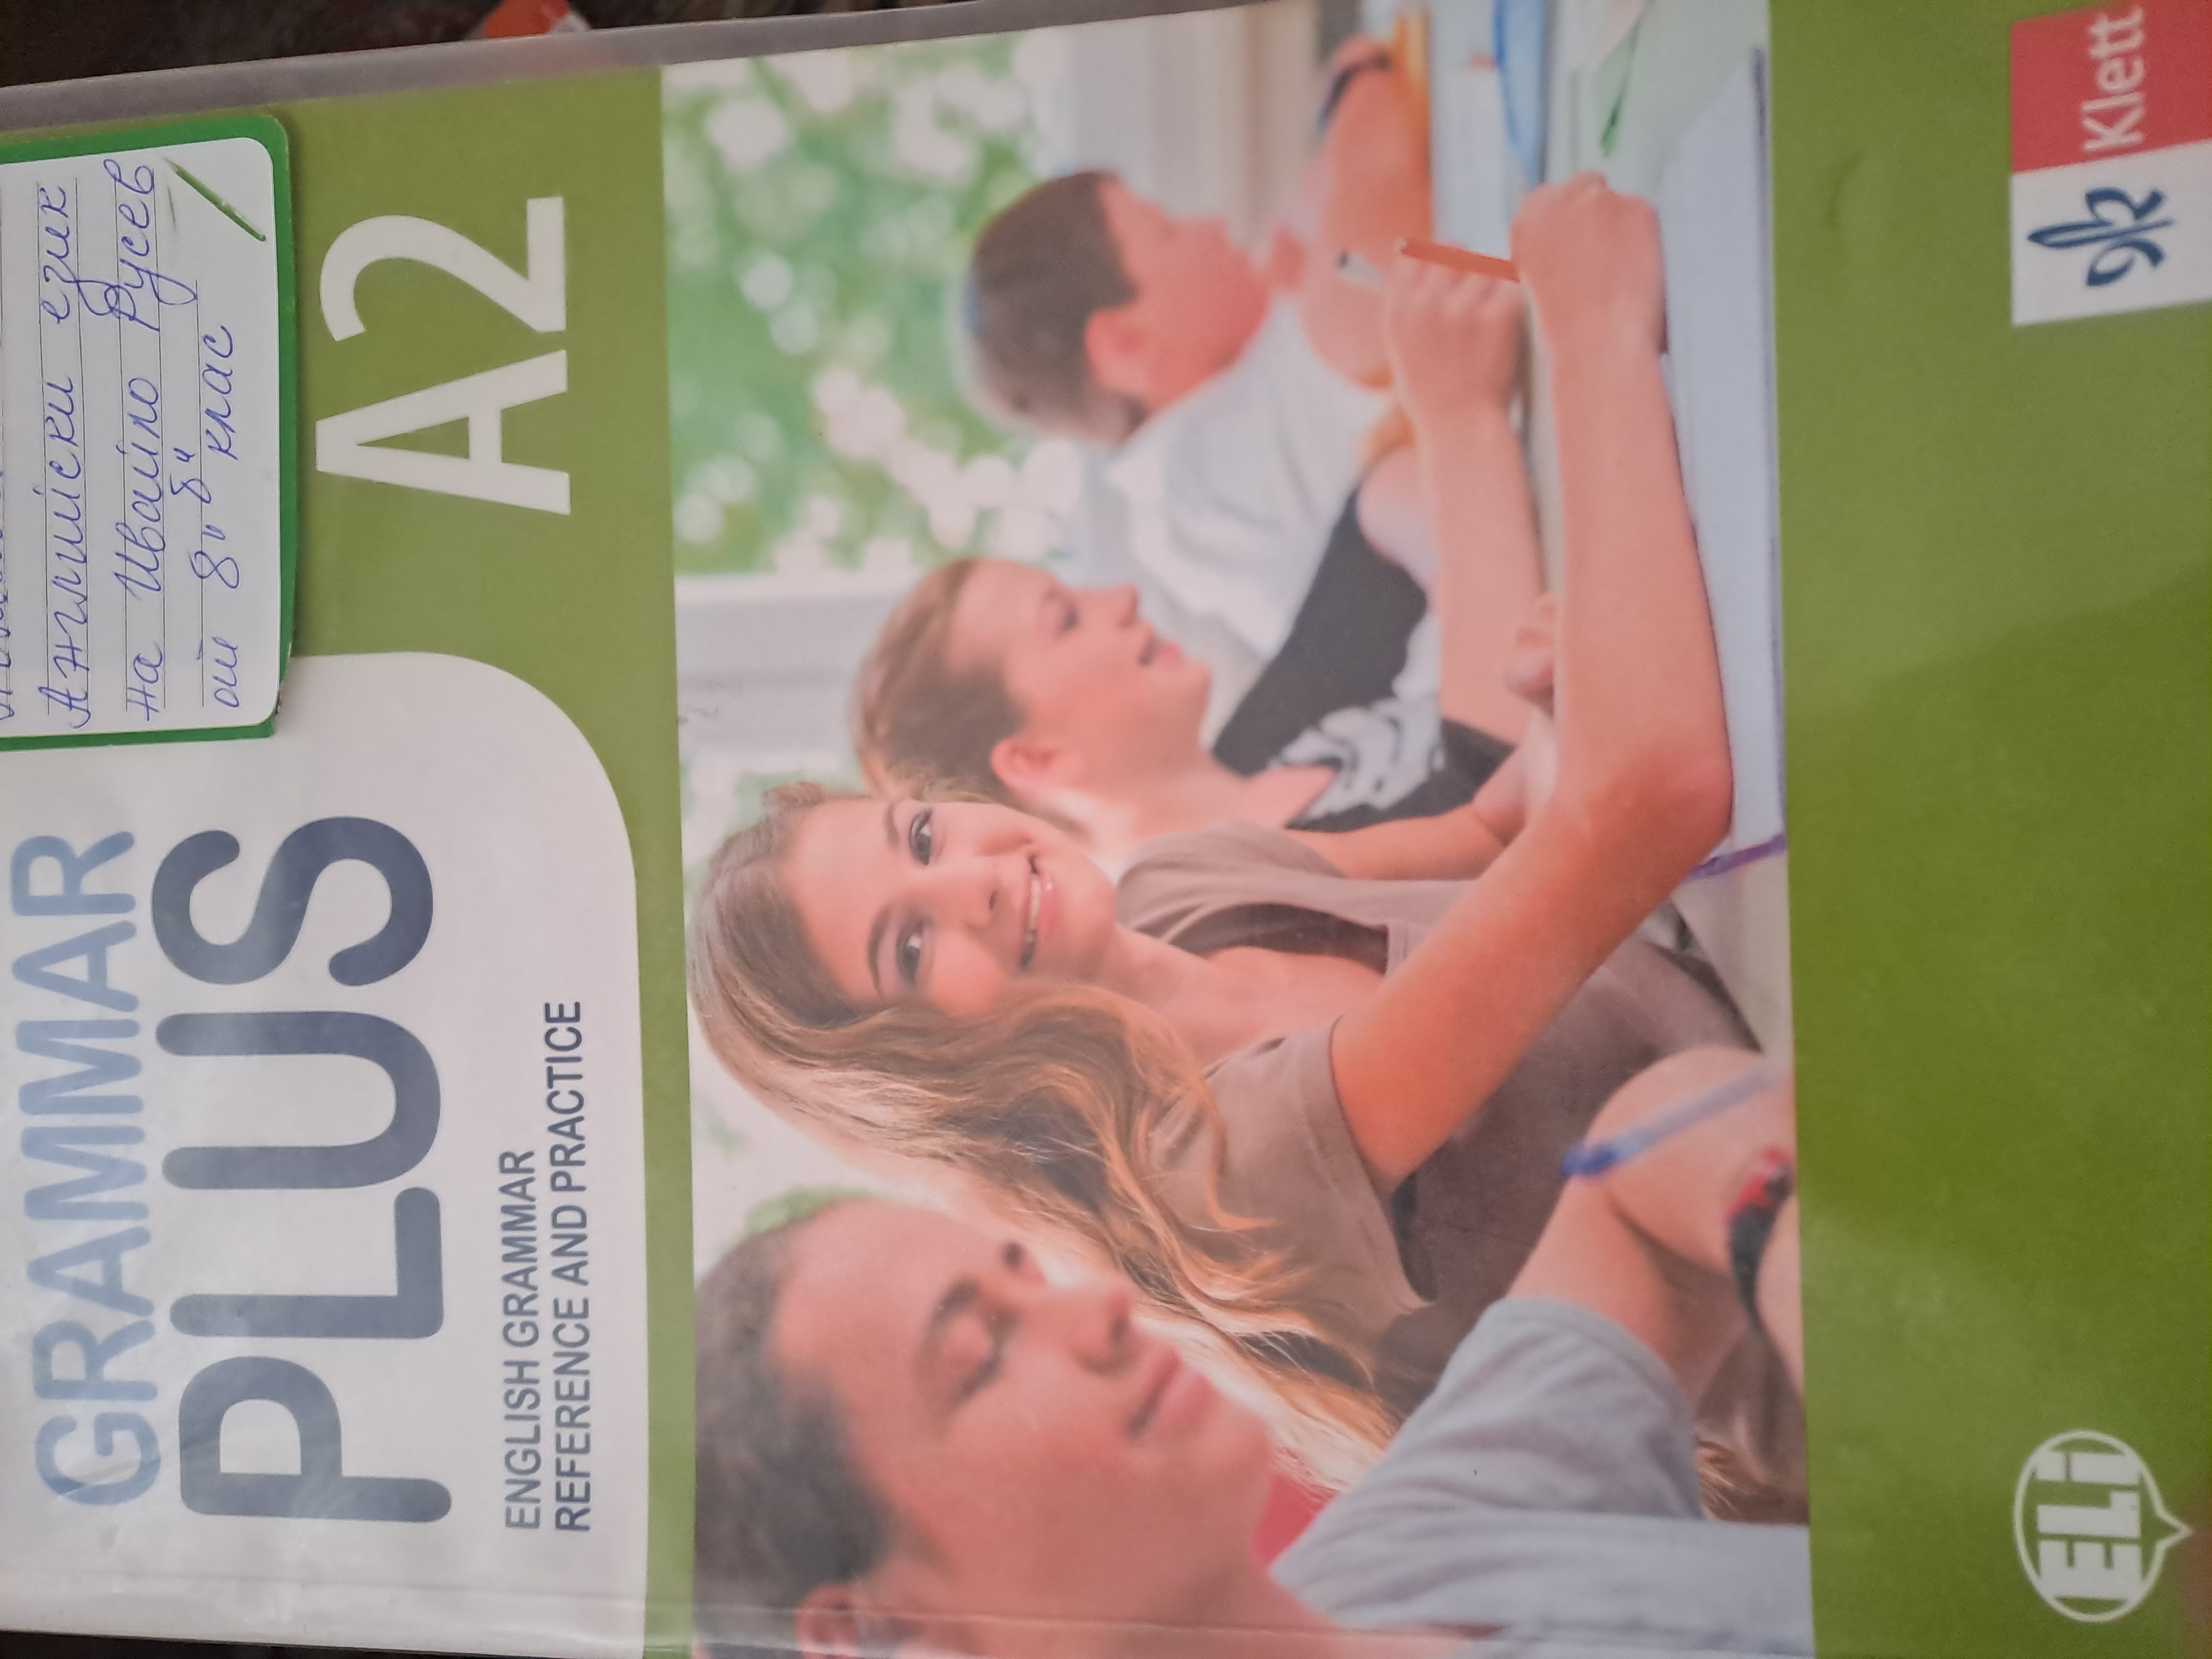 GRAMMAR
PLUS
ENGLISH GRAMMAR
REFERENCE AND PRACTICE
Английски език
на Ивайло Русев
от 8 "б" клас
A2
ELi
Klett